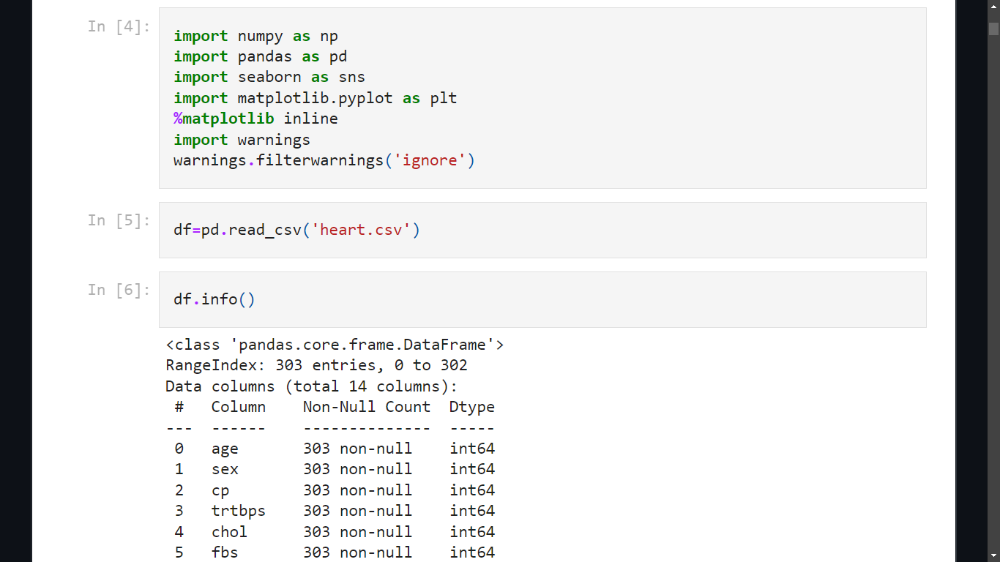 In [4]:
import numpy as np
import pandas as pd
import seaborn as sns
import matplotlib.pyplot as plt
%matplotlib inline
import warnings
warnings.filterwarnings('ignore')
In [5]:
df=pd.read_csv('heart.csv')
In [6]:
df.info()
<class 'pandas.core.frame.DataFrame'>
RangeIndex: 303 entries, 0 to 302
Data columns (total 14 columns):
 #   Column    Non-Null Count  Dtype
---  ------    --------------  -----
 0   age       303 non-null    int64
 1   sex       303 non-null    int64
 2   cp        303 non-null    int64
 3   trtbps    303 non-null    int64
 4   chol      303 non-null    int64
 5   fbs       303 non-null    int64